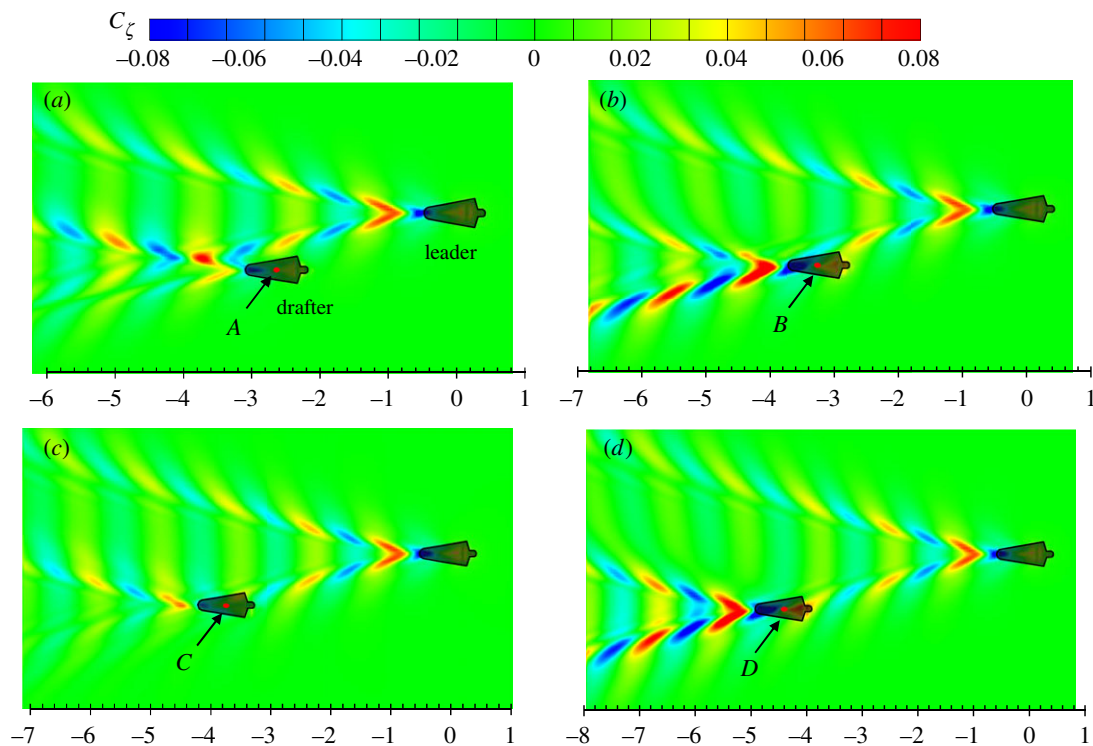 Cζ
−0.08 −0.06 −0.04 −0.02 0 0.02 0.04 0.06 0.08
(a)
leader
drafter
A
−6 −5 −4 −3 −2 −1 0 1
(b)
B
−7 −6 −5 −4 −3 −2 −1 0 1
(c)
C
−7 −6 −5 −4 −3 −2 −1 0 1
(d)
D
−8 −7 −6 −5 −4 −3 −2 −1 0 1